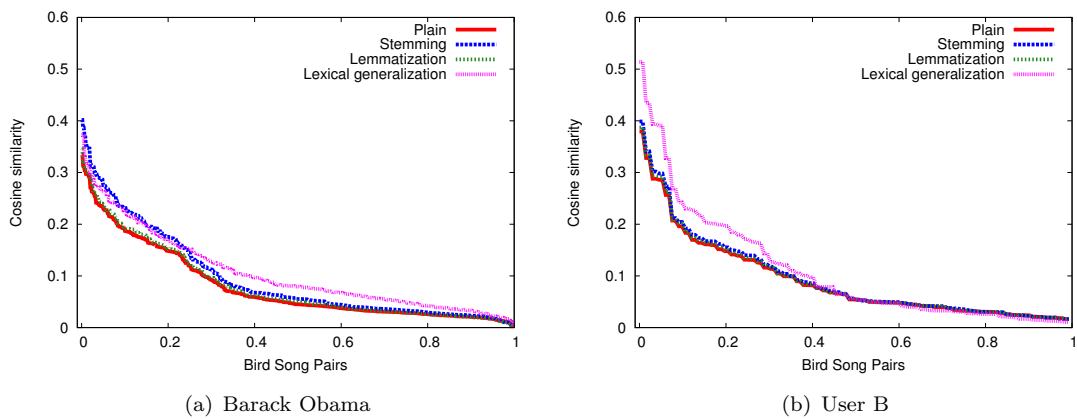 0.6
0.5
0.4
0.3
0.2
0.1
0
Cosine similarity
Plain
Stemming
Lemmatization
Lexical generalization
0 0.2 0.4 0.6 0.8 1
Bird Song Pairs
(a) Barack Obama
0.6
0.5
0.4
0.3
0.2
0.1
0
Cosine similarity
Plain
Stemming
Lemmatization
Lexical generalization
0 0.2 0.4 0.6 0.8 1
Bird Song Pairs
(b) User B